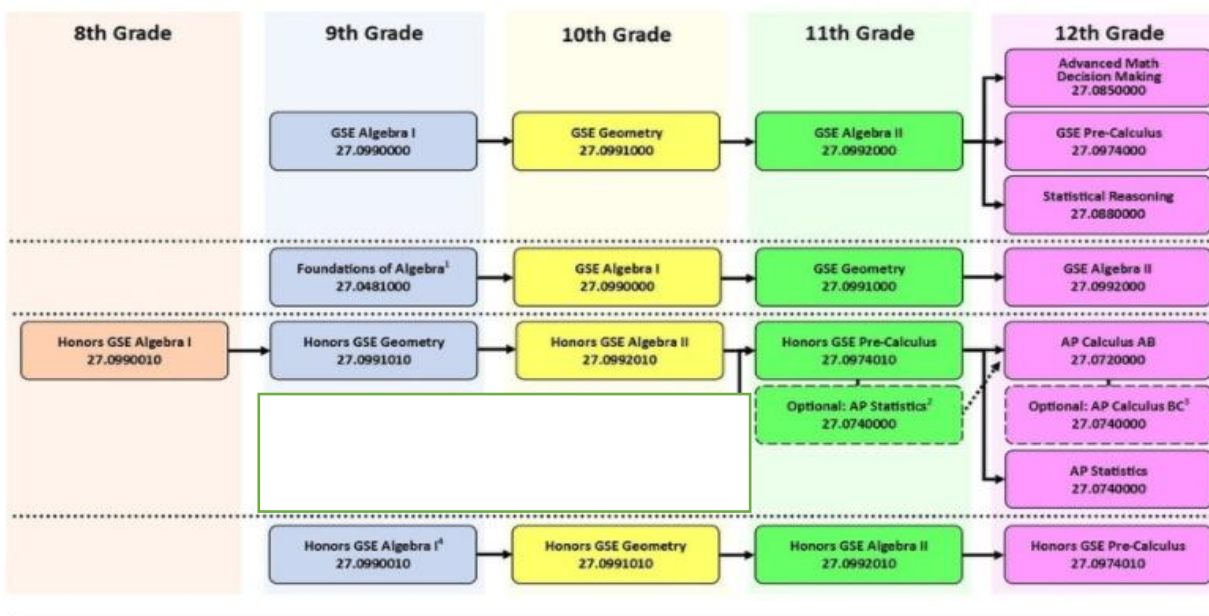 8th Grade
9th Grade
10th Grade
11th Grade
12th Grade
Advanced Math
Decision Making
27.0850000
GSE Algebra I
27.0990000
GSE Geometry
27.0991000
GSE Algebra II
27.0992000
GSE Pre-Calculus
27.0974000
Statistical Reasoning
27.0880000
Foundations of Algebra¹
27.0481000
GSE Algebra I
27.0990000
GSE Geometry
27.0991000
GSE Algebra II
27.0992000
Honors GSE Algebra I
27.0990010
Honors GSE Geometry
27.0991010
Honors GSE Algebra II
27.0992010
Honors GSE Pre-Calculus
27.0974010
AP Calculus AB
27.0720000
Optional: AP Statistics²
27.0740000
Optional: AP Calculus BC³
27.0740000
AP Statistics
27.0740000
Honors GSE Algebra I⁴
27.0990010
Honors GSE Geometry
27.0991010
Honors GSE Algebra II
27.0992010
Honors GSE Pre-Calculus
27.0974010